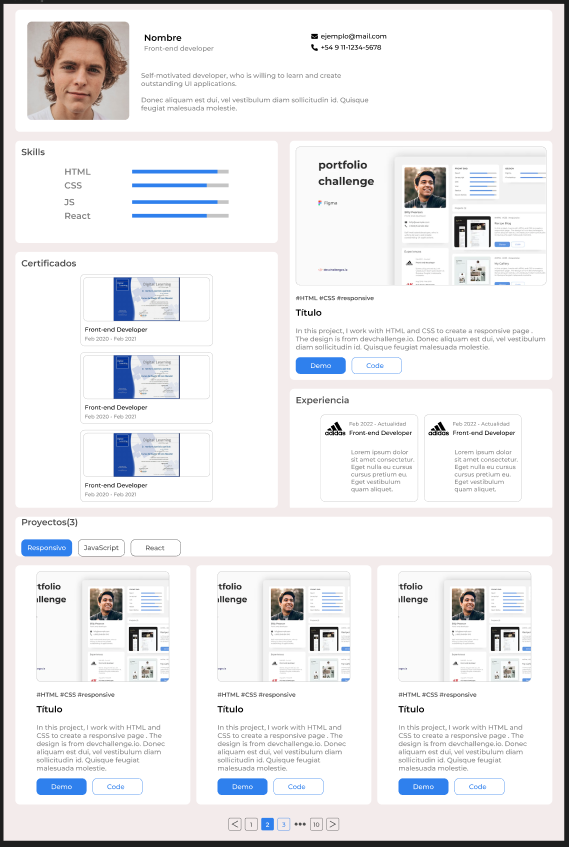 Nombre
Front-end developer
ejemplo@mail.com
+54 9 11-1234-5678
Self-motivated developer, who is willing to learn and create
outstanding UI applications.
Donec aliquam est dui, vel vestibulum diam sollicitudin id. Quisque
feugiat malesuada molestie.
Skills
HTML
CSS
JS
React
Certificados
Digital Learning
Front-end Developer
Feb 2020 - Feb 2021
Digital Learning
Front-end Developer
Feb 2020 - Feb 2021
Digital Learning
Front-end Developer
Feb 2020 - Feb 2021
portfolio
challenge
Figma
#HTML #CSS #responsive
Título
In this project, I work with HTML and CSS to create a responsive page .
The design is from devchallenge.io. Donec aliquam est dui, vel vestibulum
diam sollicitudin id. Quisque feugiat malesuada molestie.
Demo
Code
Experiencia
adidas
Feb 2022 - Actualidad
Front-end Developer
Lorem ipsum dolor
sit amet consectetur.
Eget nulla eu cursus
cursus pretium in.
Eget vestibulum
quam aliquet.
adidas
Feb 2022 - Actualidad
Front-end Developer
Lorem ipsum dolor
sit amet consectetur.
Eget nulla eu cursus
cursus pretium in.
Eget vestibulum
quam aliquet.
Proyectos(3)
Responsivo
JavaScript
React
tfolio
allenge
#HTML #CSS #responsive
Título
In this project, I work with HTML and
CSS to create a responsive page . The
design is from devchallenge.io. Donec
aliquam est dui, vel vestibulum diam
sollicitudin id. Quisque feugiat
malesuada molestie.
Demo
Code
tfolio
allenge
#HTML #CSS #responsive
Título
In this project, I work with HTML and
CSS to create a responsive page . The
design is from devchallenge.io. Donec
aliquam est dui, vel vestibulum diam
sollicitudin id. Quisque feugiat
malesuada molestie.
Demo
Code
tfolio
allenge
#HTML #CSS #responsive
Título
In this project, I work with HTML and
CSS to create a responsive page . The
design is from devchallenge.io. Donec
aliquam est dui, vel vestibulum diam
sollicitudin id. Quisque feugiat
malesuada molestie.
Demo
Code
< 1 2 3 ••• 10 >